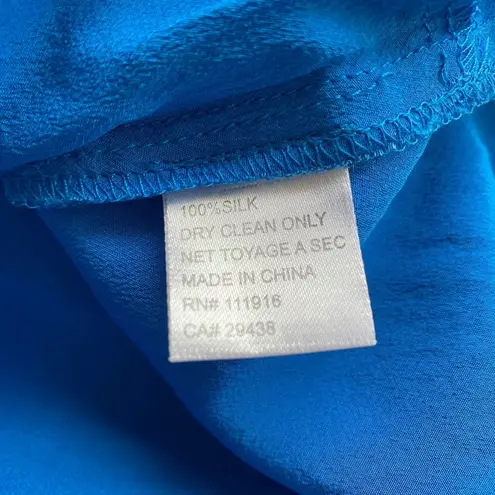 100%SILK
DRY CLEAN ONLY
NET TOYAGE A SEC
MADE IN CHINA
RN# 111916
CA# 29438